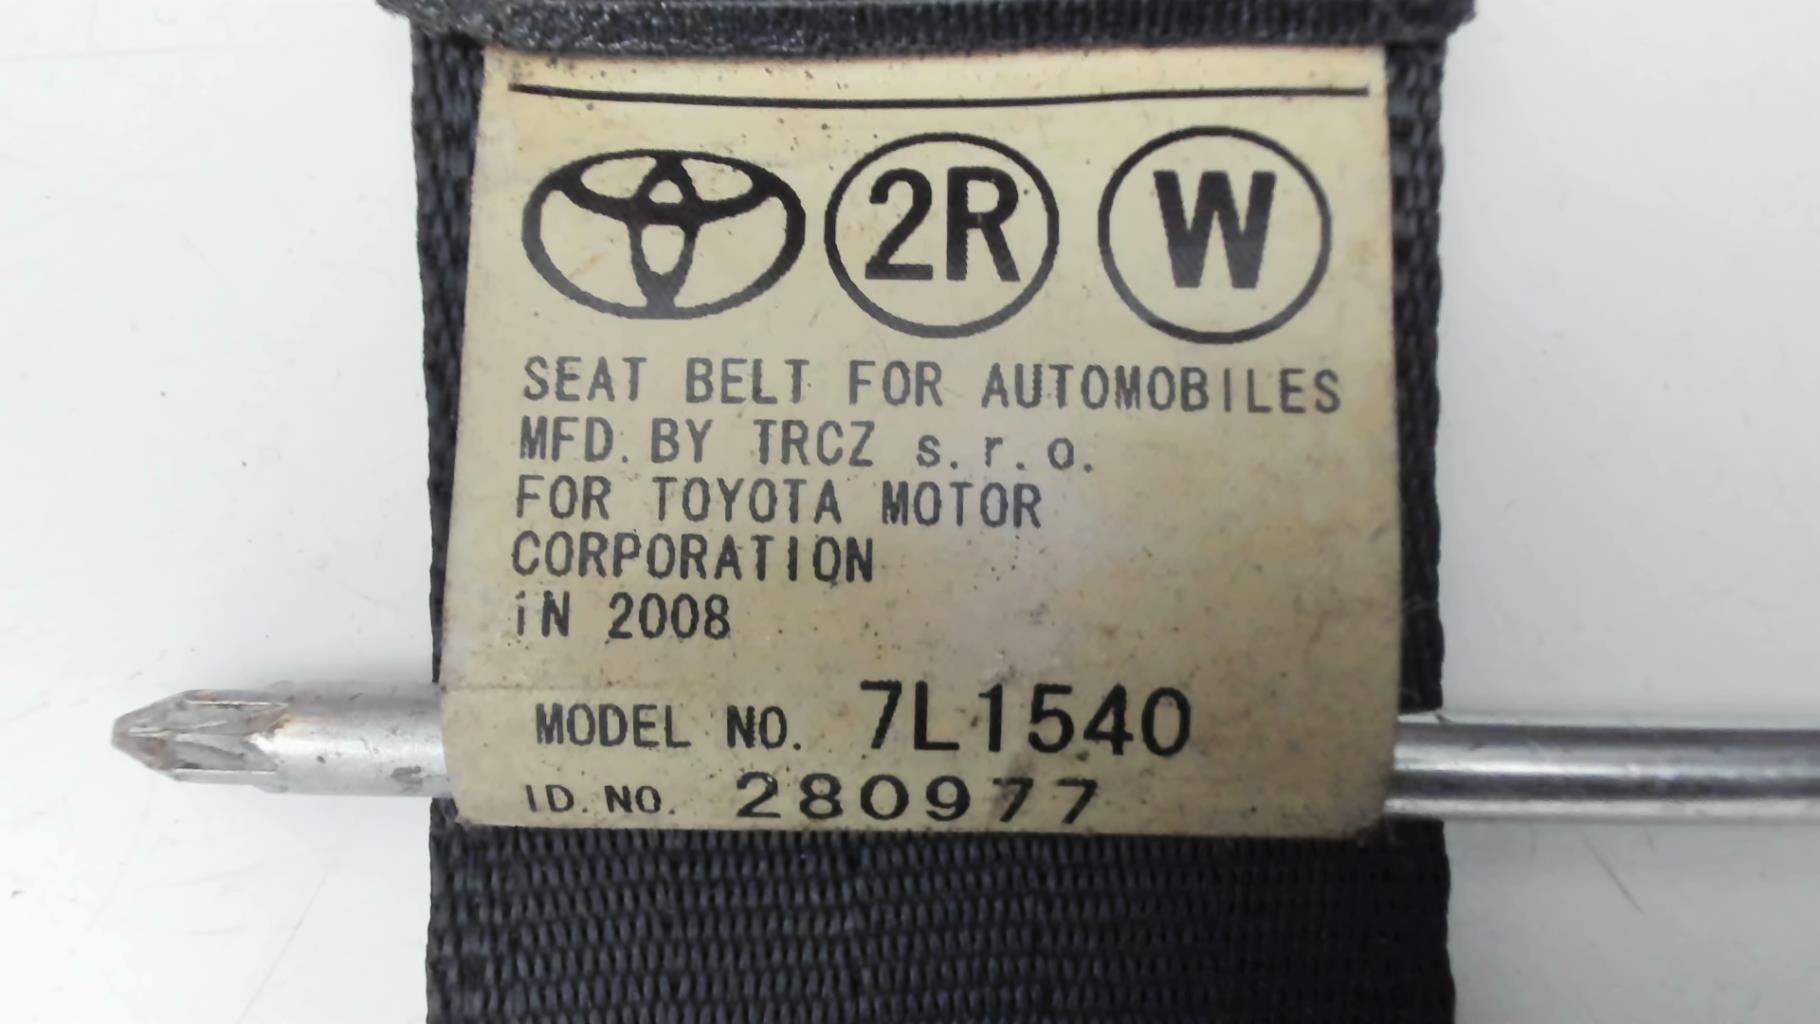 2R W
SEAT BELT FOR AUTOMOBILES
MFD. BY TRCZ s.r.o.
FOR TOYOTA MOTOR
CORPORATION
iN 2008
MODEL NO. 7L1540
ID. NO. 280977